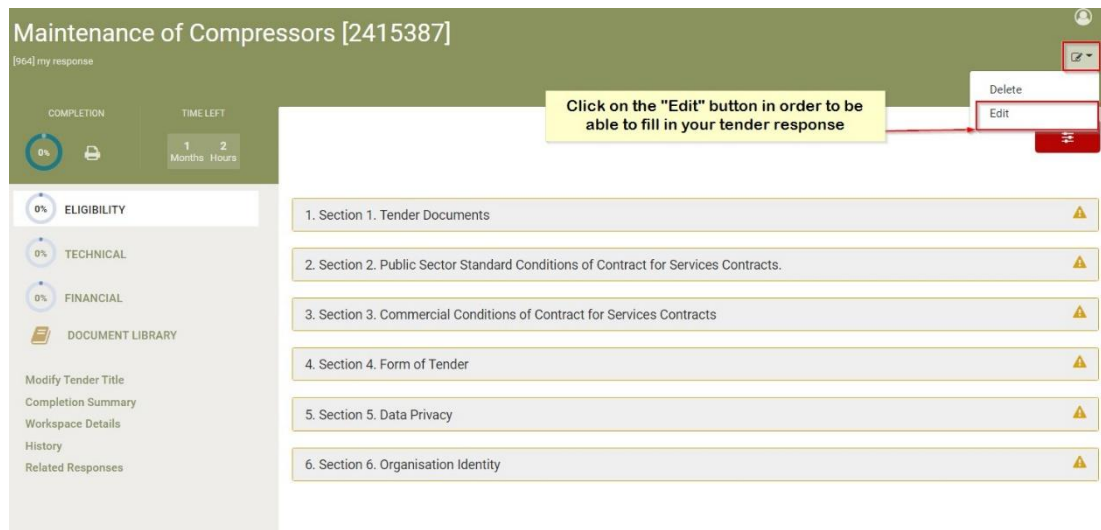 Maintenance of Compressors [2415387]
[964] my response
Delete
Edit
Click on the "Edit" button in order to be
able to fill in your tender response
COMPLETION
TIME LEFT
0%
1 2
Months Hours
0% ELIGIBILITY
0% TECHNICAL
0% FINANCIAL
DOCUMENT LIBRARY
Modify Tender Title
Completion Summary
Workspace Details
History
Related Responses
1. Section 1. Tender Documents
2. Section 2. Public Sector Standard Conditions of Contract for Services Contracts.
3. Section 3. Commercial Conditions of Contract for Services Contracts
4. Section 4. Form of Tender
5. Section 5. Data Privacy
6. Section 6. Organisation Identity